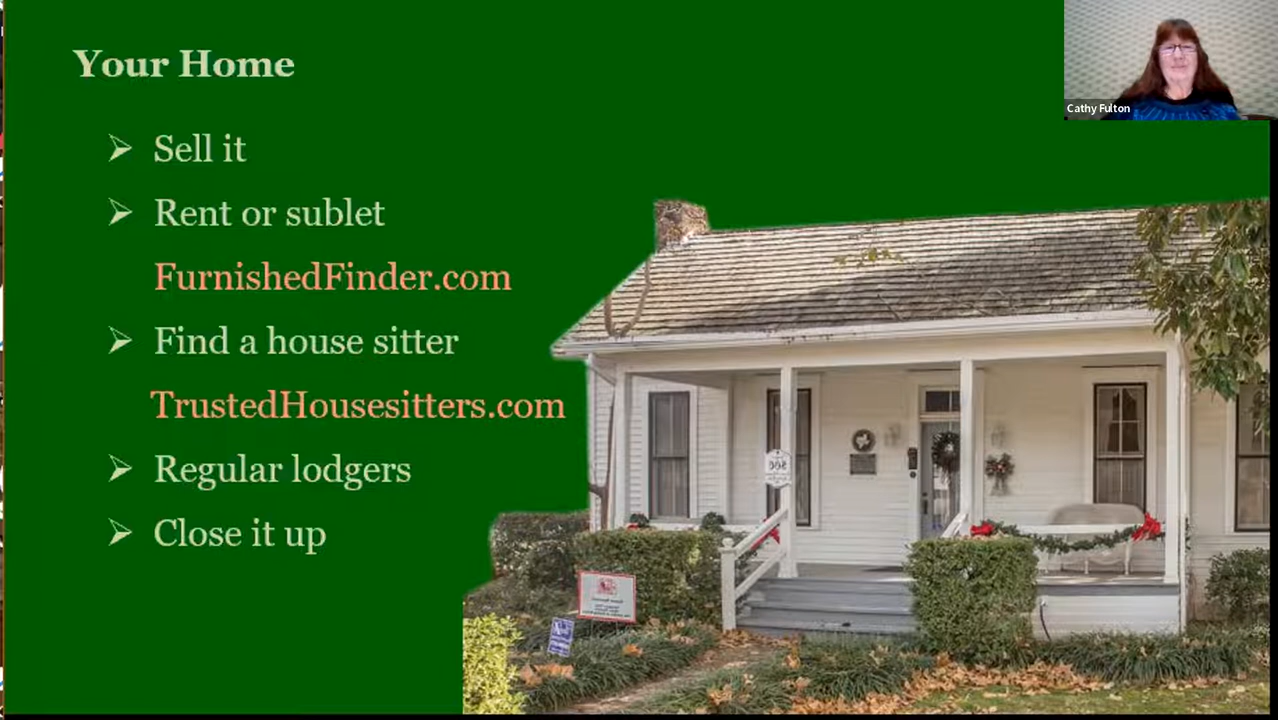 Your Home
➢ Sell it
➢ Rent or sublet
FurnishedFinder.com
➢ Find a house sitter
TrustedHousesitters.com
➢ Regular lodgers
➢ Close it up
Cathy Fulton